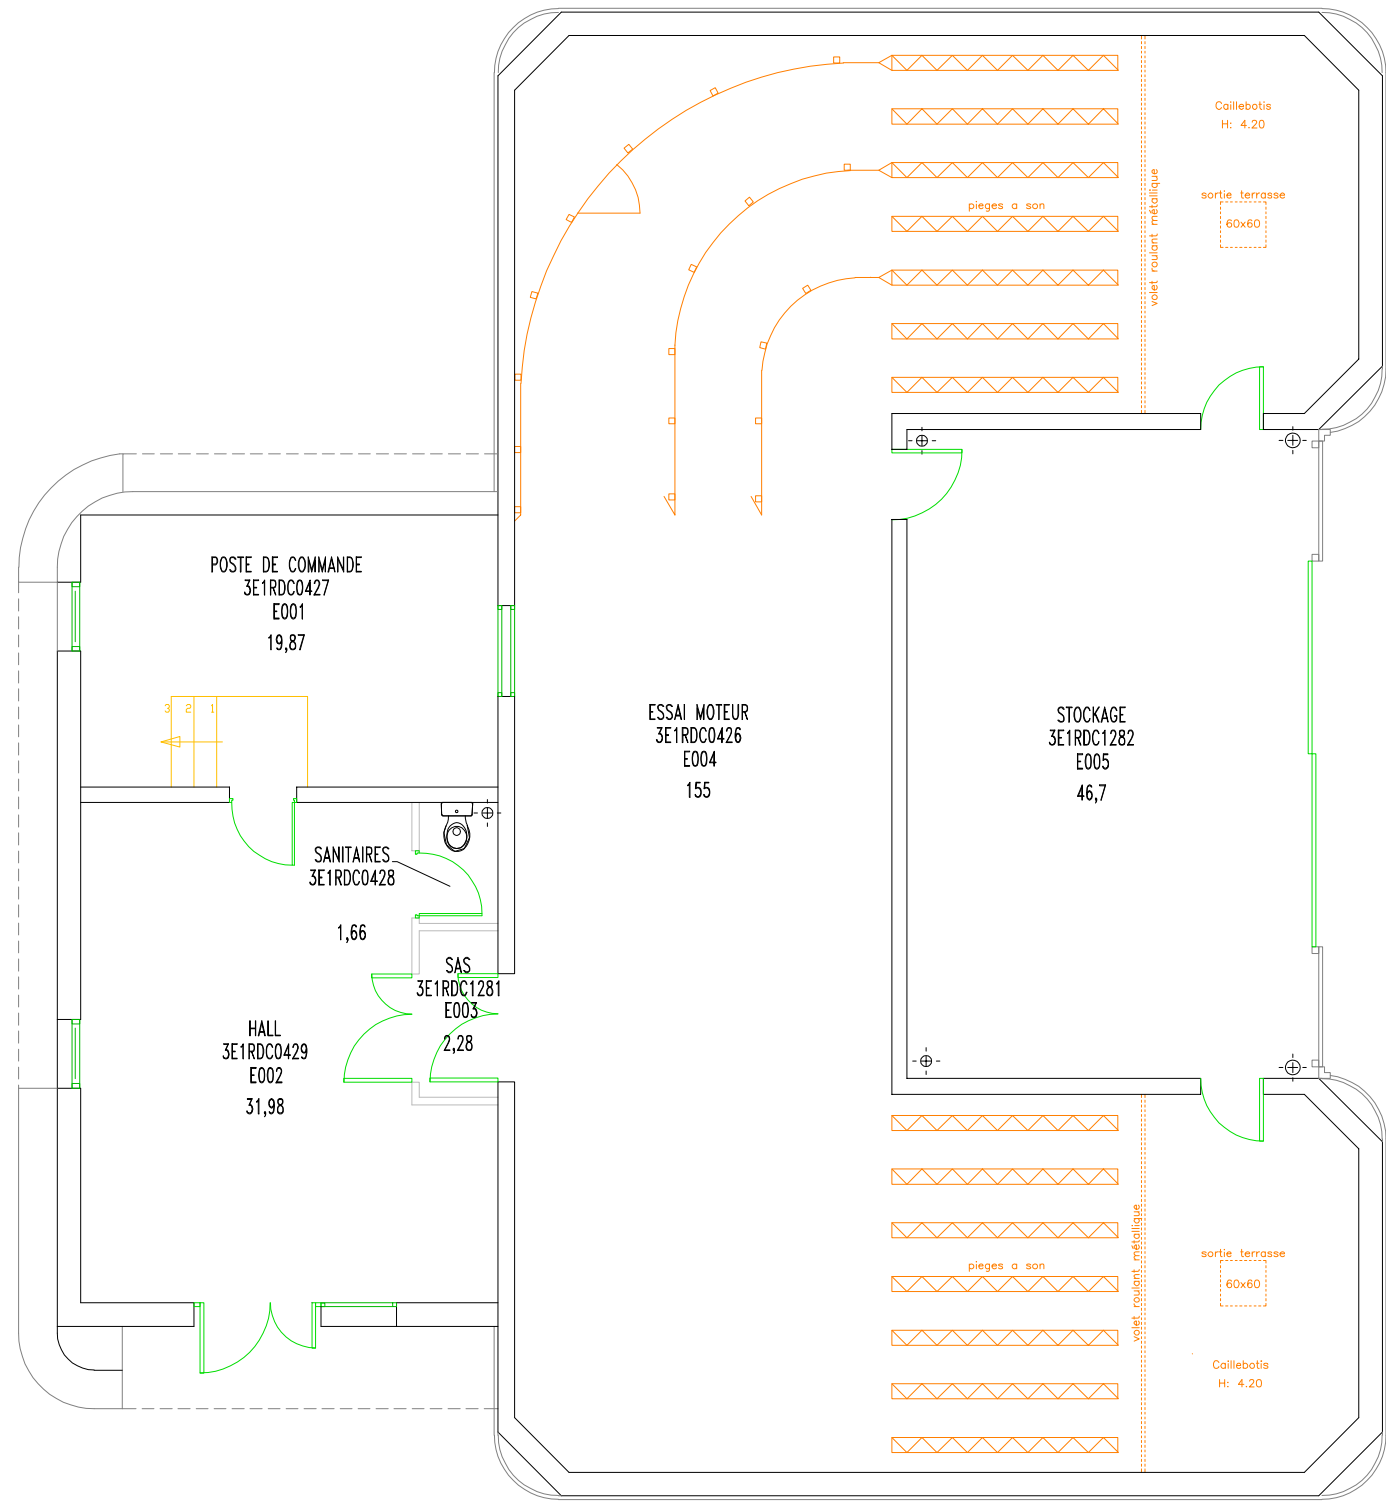 Caillebotis
H: 4.20
sortie terrasse
60x60
volet roulant métallique
pieges a son
POSTE DE COMMANDE
3E1RDC0427
E001
19,87
3 2 1
ESSAI MOTEUR
3E1RDC0426
E004
155
STOCKAGE
3E1RDC1282
E005
46,7
SANITAIRES
3E1RDC0428
1,66
SAS
3E1RDC1281
E003
2,28
HALL
3E1RDC0429
E002
31,98
pieges a son
volet roulant métallique
sortie terrasse
60x60
Caillebotis
H: 4.20